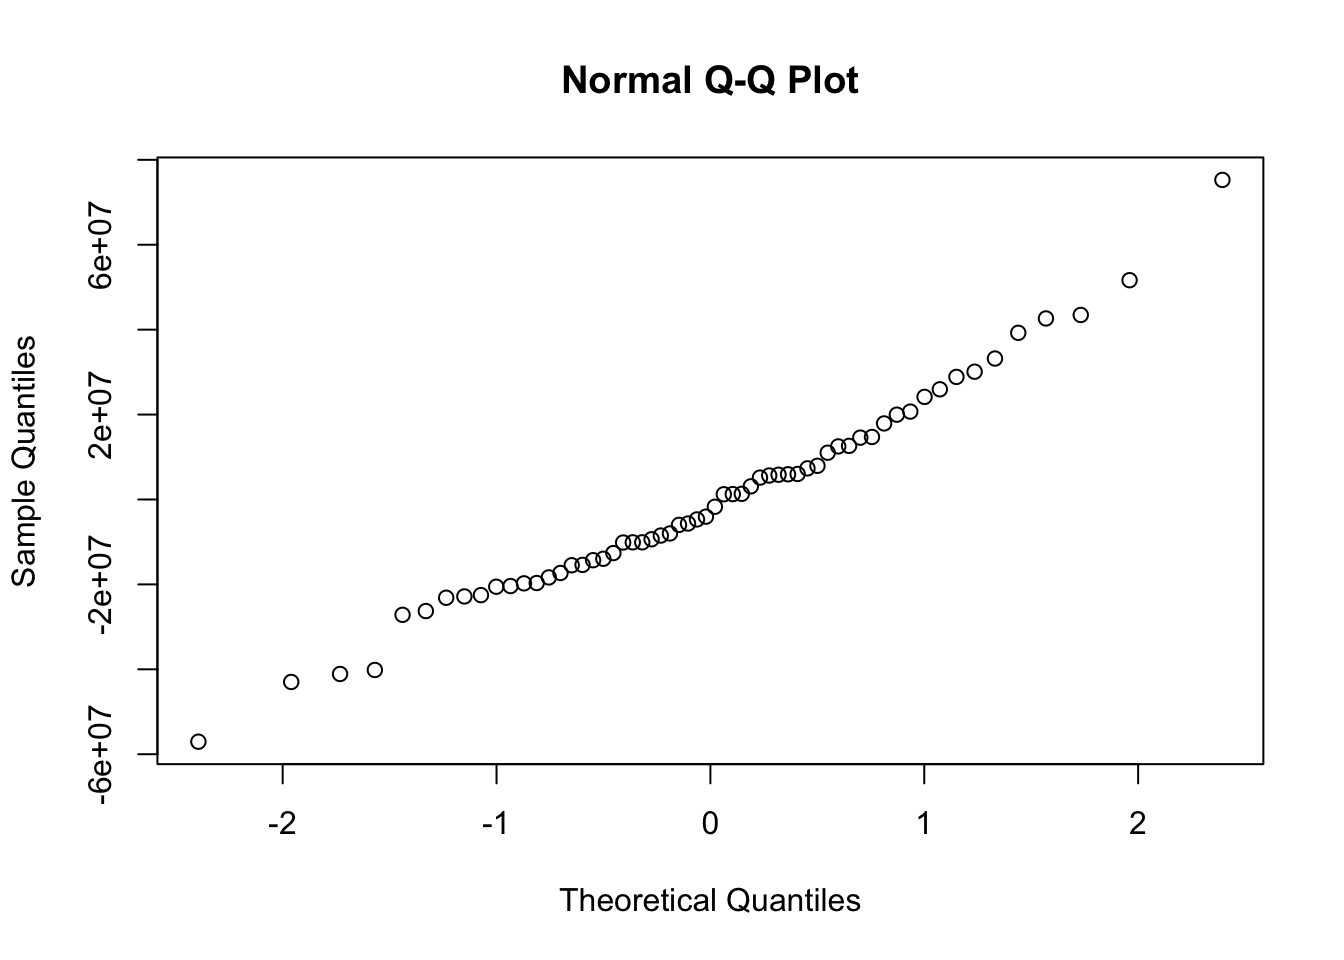 Normal Q-Q Plot
Sample Quantiles
6e+07
2e+07
-2e+07
-6e+07
-2 -1 0 1 2
Theoretical Quantiles